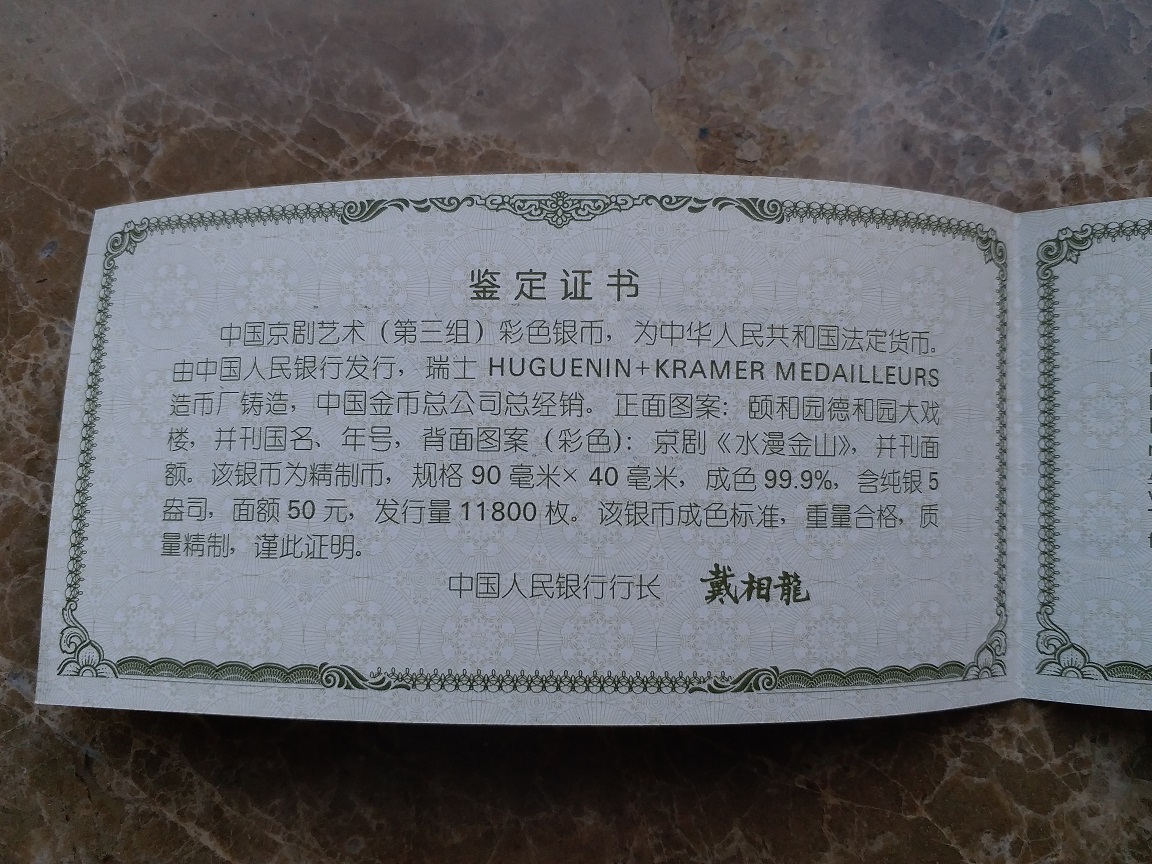 鉴定证书
中国京剧艺术（第三组）彩色银币，为中华人民共和国法定货币。
由中国人民银行发行，瑞士 HUGUENIN+KRAMER MEDAILLEURS
造币厂铸造，中国金币总公司总经销。正面图案：颐和园德和园大戏
楼，并刊国名、年号，背面图案（彩色）：京剧《水漫金山》，并刊面
额。该银币为精制币，规格 90 毫米× 40 毫米，成色 99.9%，含纯银 5
盎司，面额 50 元，发行量 11800 枚。该银币成色标准，重量合格，质
量精制，谨此证明。
中国人民银行行长 戴相龍